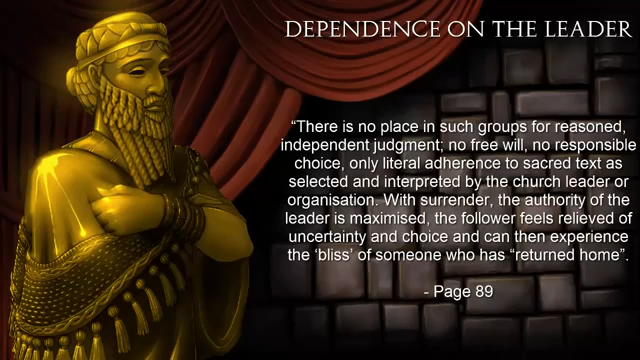 DEPENDENCE ON THE LEADER
“There is no place in such groups for reasoned,
independent judgment; no free will, no responsible
choice, only literal adherence to sacred text as
selected and interpreted by the church leader or
organisation. With surrender, the authority of the
leader is maximised, the follower feels relieved of
uncertainty and choice and can then experience
the ‘bliss’ of someone who has “returned home”.
- Page 89